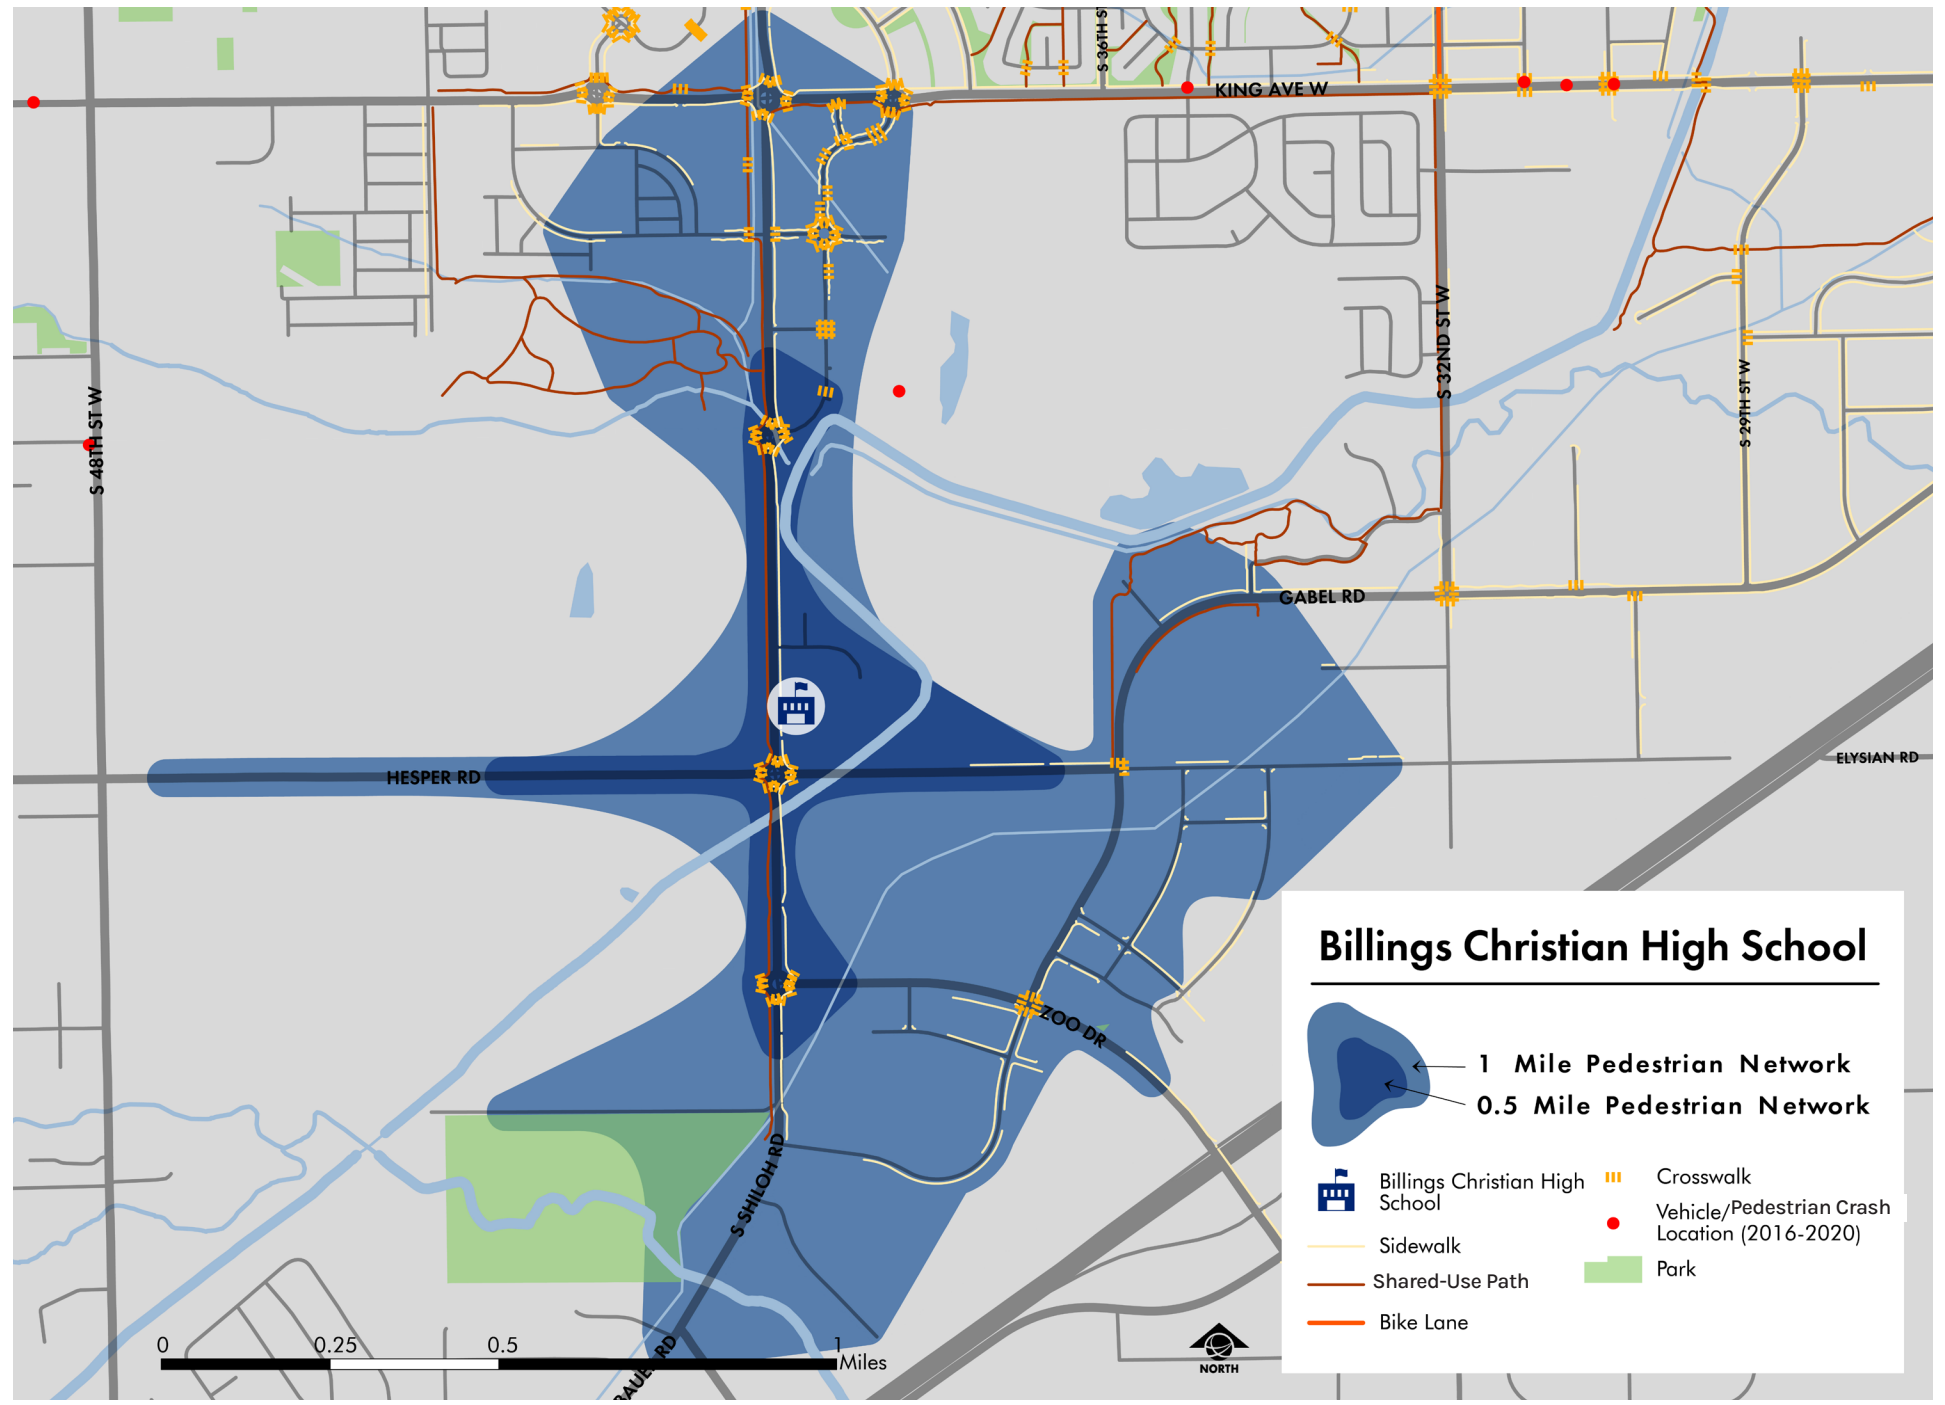 S 36TH ST
KING AVE W
S 32ND ST W
S 48TH ST W
S 29TH ST W
GABEL RD
HESPER RD
ELYSIAN RD
ZOO DR
S SHILOH RD
RD
Billings Christian High School
1 Mile Pedestrian Network
0.5 Mile Pedestrian Network
Billings Christian High
School
Sidewalk
Shared-Use Path
Bike Lane
Crosswalk
Vehicle/Pedestrian Crash
Location (2016-2020)
Park
0 0.25 0.5 1
Miles
NORTH